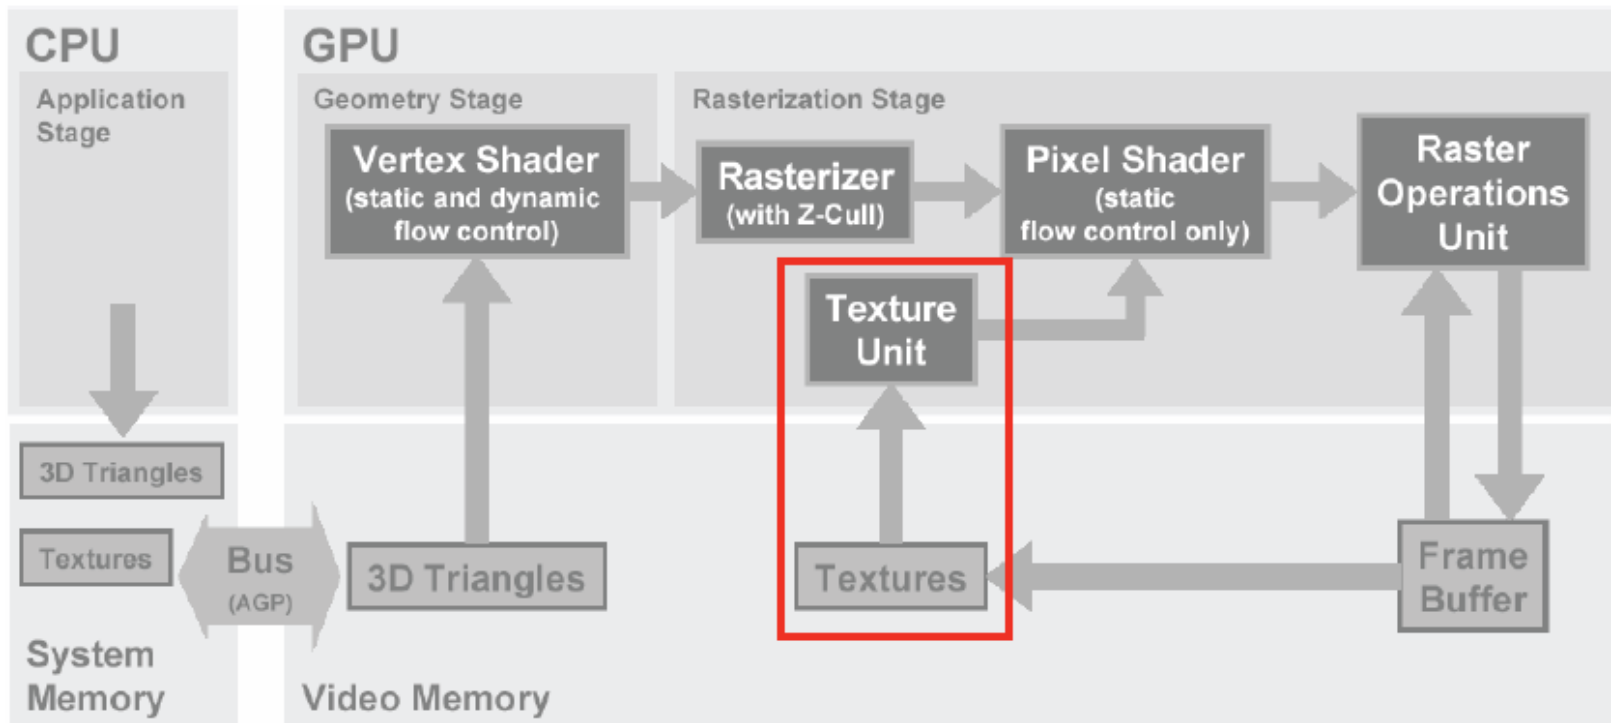 CPU
Application
Stage
3D Triangles
Textures
System
Memory
Bus
(AGP)
GPU
Geometry Stage
Vertex Shader
(static and dynamic
flow control)
Rasterization Stage
Rasterizer
(with Z-Cull)
Pixel Shader
(static
flow control only)
Raster
Operations
Unit
Texture
Unit
3D Triangles
Textures
Frame
Buffer
Video Memory